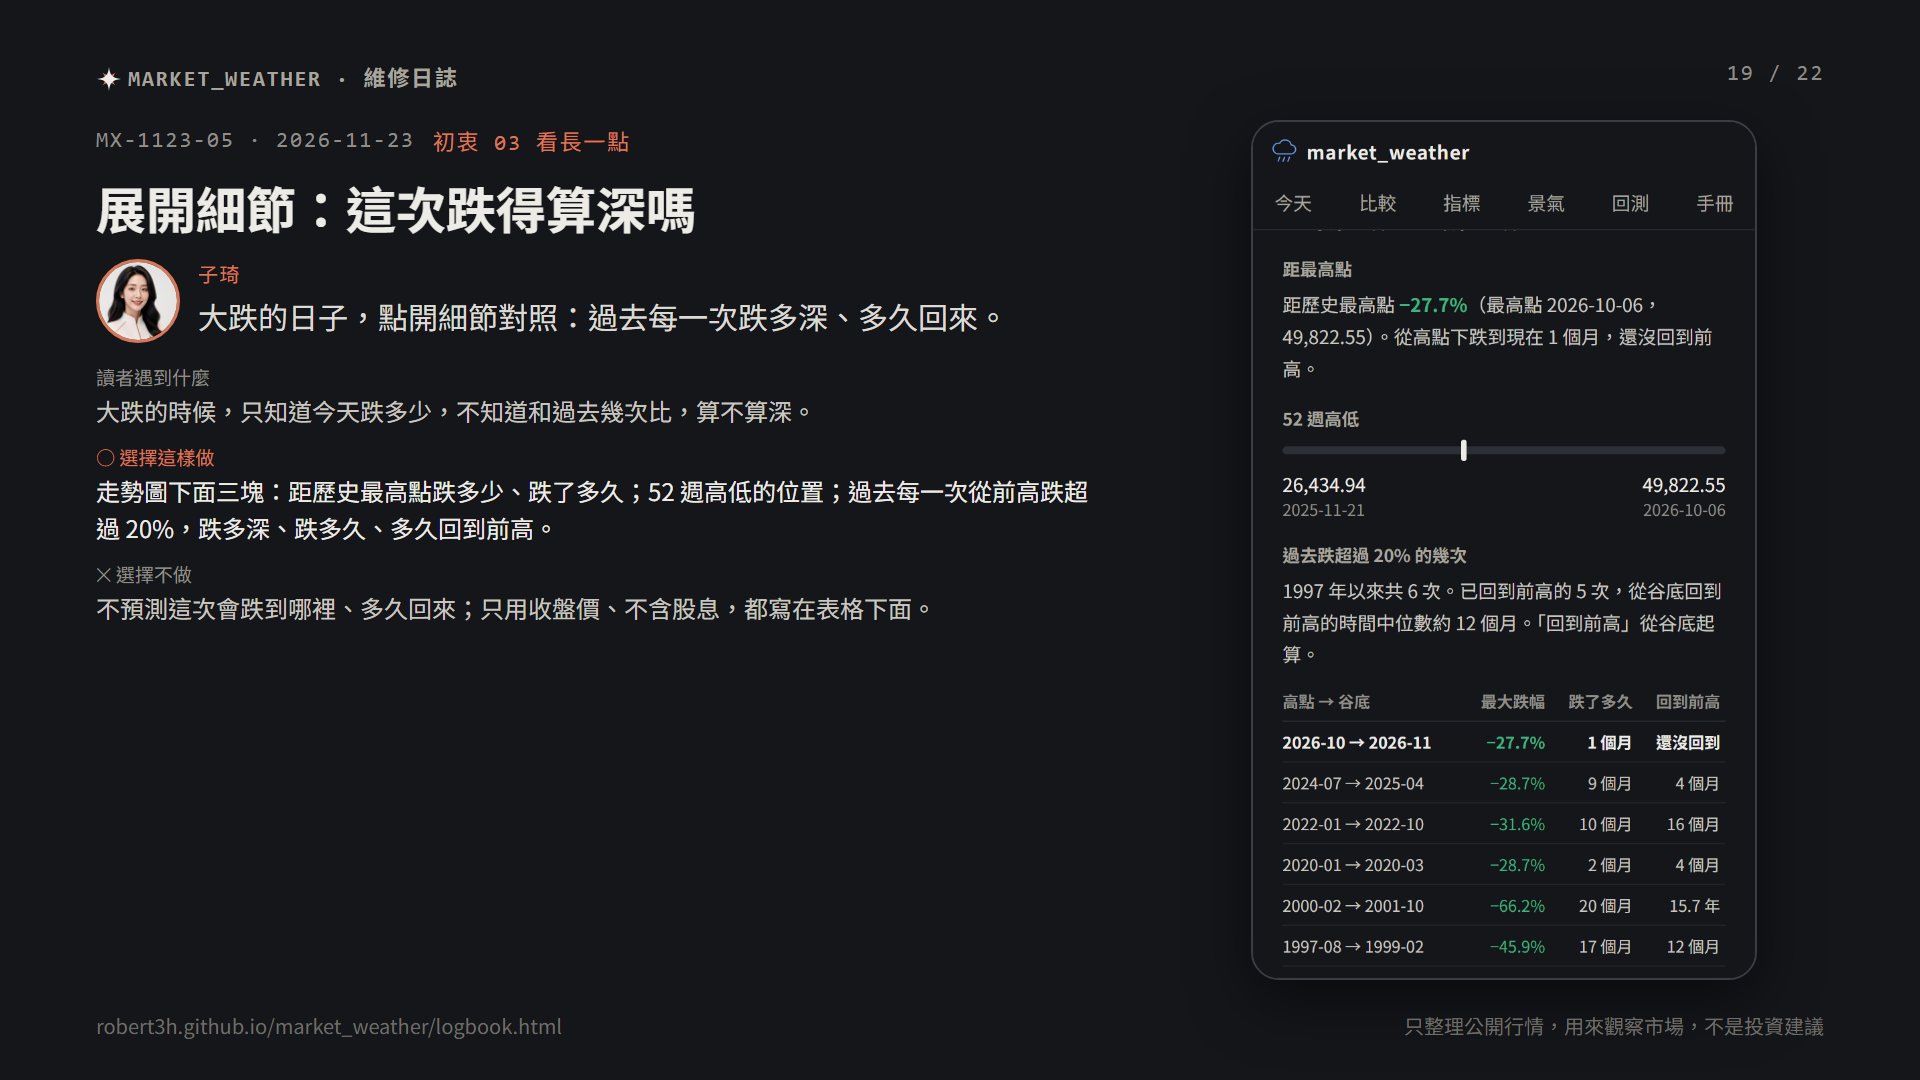 MARKET_WEATHER · 維修日誌
19 / 22
MX-1123-05 · 2026-11-23 初衷 03 看長一點
展開細節：這次跌得算深嗎
子琦
大跌的日子，點開細節對照：過去每一次跌多深、多久回來。
讀者遇到什麼
大跌的時候，只知道今天跌多少，不知道和過去幾次比，算不算深。
○ 選擇這樣做
走勢圖下面三塊：距歷史最高點跌多少、跌了多久；52 週高低的位置；過去每一次從前高跌超
過 20%，跌多深、跌多久、多久回到前高。
× 選擇不做
不預測這次會跌到哪裡、多久回來；只用收盤價、不含股息，都寫在表格下面。
market_weather
今天 比較 指標 景氣 回測 手冊
距最高點
距歷史最高點 −27.7%（最高點 2026-10-06，
49,822.55）。從高點下跌到現在 1 個月，還沒回到前
高。
52 週高低
26,434.94 49,822.55
2025-11-21 2026-10-06
過去跌超過 20% 的幾次
1997 年以來共 6 次。已回到前高的 5 次，從谷底回到
前高的時間中位數約 12 個月。「回到前高」從谷底起
算。
高點 → 谷底 最大跌幅 跌了多久 回到前高
2026-10 → 2026-11 −27.7% 1 個月 還沒回到
2024-07 → 2025-04 −28.7% 9 個月 4 個月
2022-01 → 2022-10 −31.6% 10 個月 16 個月
2020-01 → 2020-03 −28.7% 2 個月 4 個月
2000-02 → 2001-10 −66.2% 20 個月 15.7 年
1997-08 → 1999-02 −45.9% 17 個月 12 個月
robert3h.github.io/market_weather/logbook.html
只整理公開行情，用來觀察市場，不是投資建議